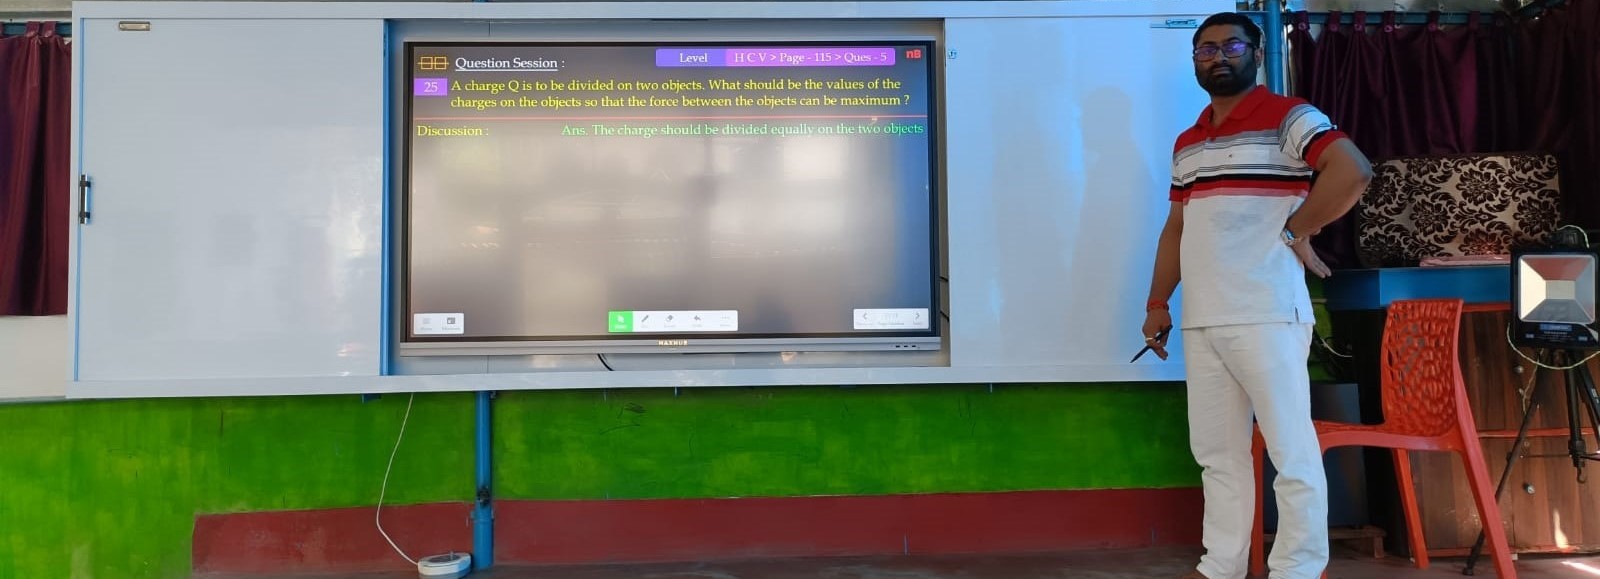 Question Session :
Level H C V > Page - 115 > Ques - 5
nB
25 A charge Q is to be divided on two objects. What should be the values of the
charges on the objects so that the force between the objects can be maximum ?
Discussion : Ans. The charge should be divided equally on the two objects
MAXHUB